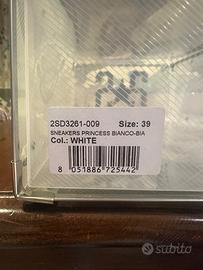 2SD3261-009 Size: 39
SNEAKERS PRINCESS BIANCO-BIA
Col.: WHITE
8 051886 725442
subito